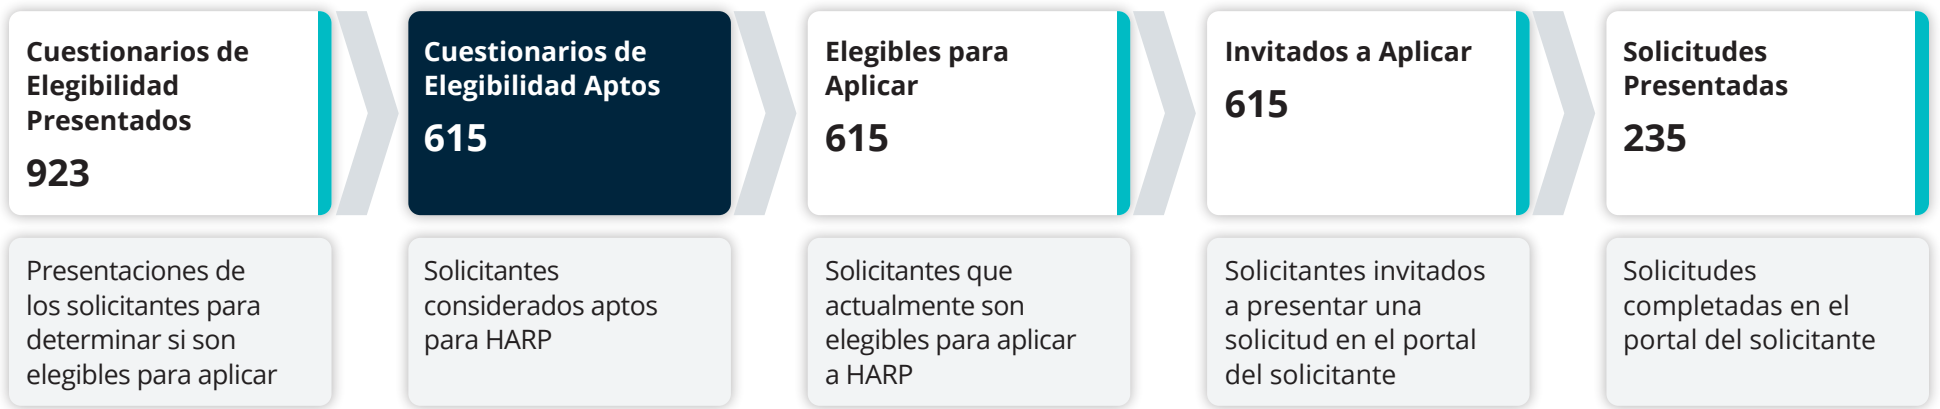 Cuestionarios de
Elegibilidad
Presentados
923
Cuestionarios de
Elegibilidad Aptos
615
Elegibles para
Aplicar
615
Invitados a Aplicar
615
Solicitudes
Presentadas
235
Presentaciones de
los solicitantes para
determinar si son
elegibles para aplicar
Solicitantes
considerados aptos
para HARP
Solicitantes que
actualmente son
elegibles para aplicar
a HARP
Solicitantes invitados
a presentar una
solicitud en el portal
del solicitante
Solicitudes
completadas en el
portal del solicitante